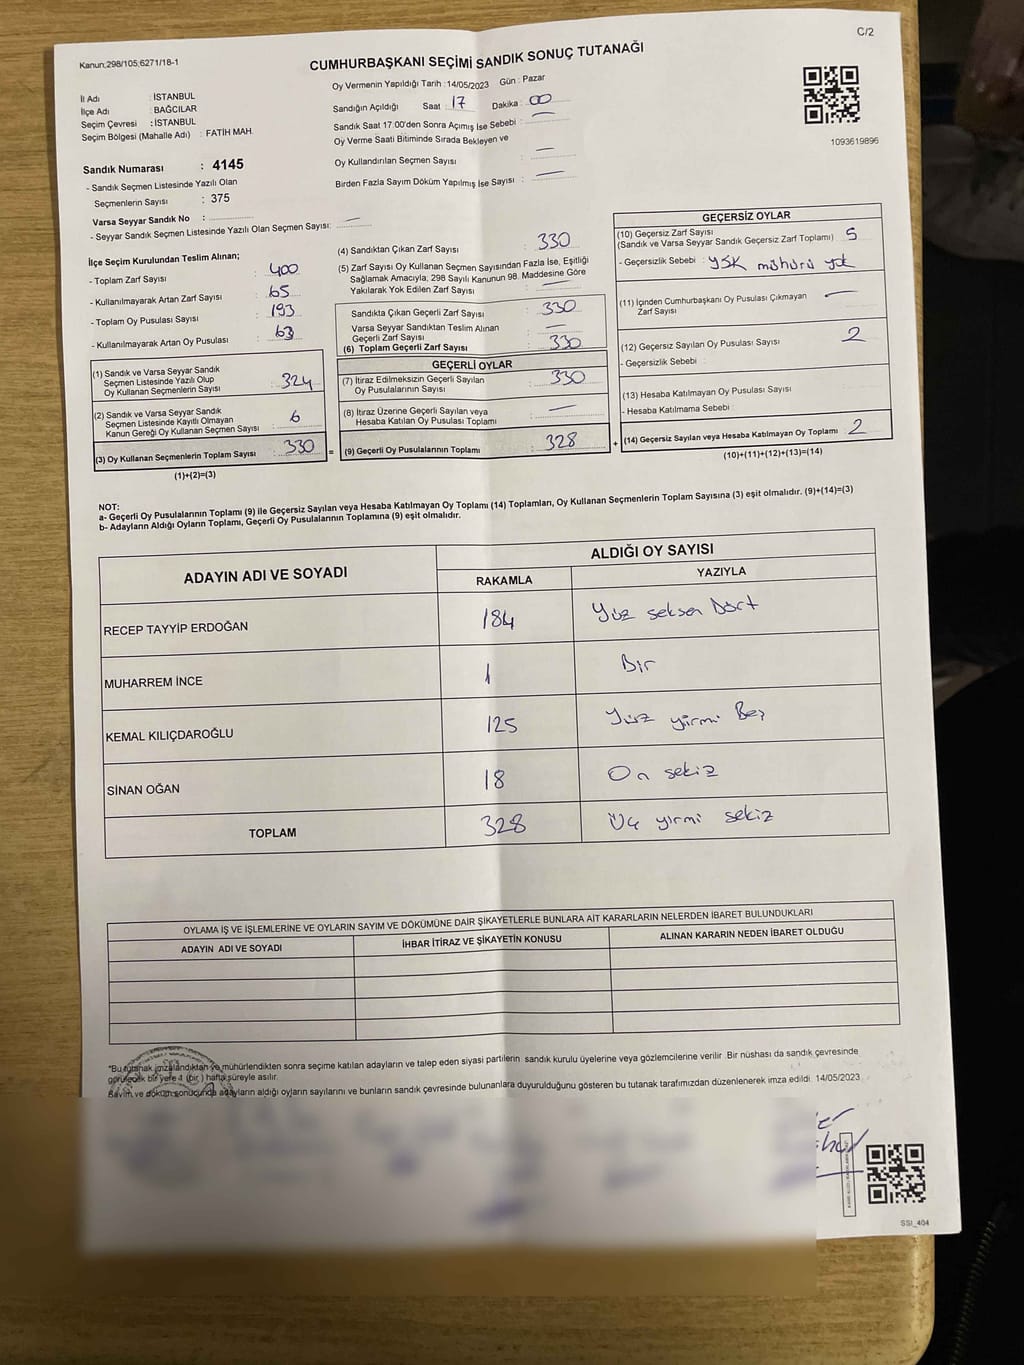 C/2
Kanun;298/105;6271/18-1
CUMHURBAŞKANI SEÇİMİ SANDIK SONUÇ TUTANAĞI
Oy Vermenin Yapıldığı Tarih :14/05/2023 Gün : Pazar
İl Adı : İSTANBUL
İlçe Adı : BAĞCILAR
Seçim Çevresi : İSTANBUL
Seçim Bölgesi (Mahalle Adı) : FATİH MAH.
Sandığın Açıldığı Saat : 17 Dakika : 00
Sandık Saat 17:00'den Sonra Açımış İse Sebebi : —
Oy Verme Saati Bitiminde Sırada Bekleyen ve
Oy Kullandırılan Seçmen Sayısı : —
Birden Fazla Sayım Döküm Yapılmış İse Sayısı : —
1093619896
Sandık Numarası : 4145
- Sandık Seçmen Listesinde Yazılı Olan
Seçmenlerin Sayısı : 375
Varsa Seyyar Sandık No :
- Seyyar Sandık Seçmen Listesinde Yazılı Olan Seçmen Sayısı: —
İlçe Seçim Kurulundan Teslim Alınan;
- Toplam Zarf Sayısı : 400
- Kullanılmayarak Artan Zarf Sayısı : 65
- Toplam Oy Pusulası Sayısı : 193
- Kullanılmayarak Artan Oy Pusulası : 63
(1) Sandık ve Varsa Seyyar Sandık
Seçmen Listesinde Yazılı Olup
Oy Kullanan Seçmenlerin Sayısı : 324
(2) Sandık ve Varsa Seyyar Sandık
Seçmen Listesinde Kayıtlı Olmayan
Kanun Gereği Oy Kullanan Seçmen Sayısı : 6
(3) Oy Kullanan Seçmenlerin Toplam Sayısı : 330
(1)+(2)=(3)
(4) Sandıktan Çıkan Zarf Sayısı : 330
(5) Zarf Sayısı Oy Kullanan Seçmen Sayısından Fazla İse, Eşitliği
Sağlamak Amacıyla; 298 Sayılı Kanunun 98. Maddesine Göre
Yakılarak Yok Edilen Zarf Sayısı : —
Sandıkta Çıkan Geçerli Zarf Sayısı : 330
Varsa Seyyar Sandıktan Teslim Alınan
Geçerli Zarf Sayısı : —
(6) Toplam Geçerli Zarf Sayısı : 330
GEÇERLİ OYLAR
(7) İtiraz Edilmeksizin Geçerli Sayılan
Oy Pusulalarının Sayısı : 330
(8) İtiraz Üzerine Geçerli Sayılan veya
Hesaba Katılan Oy Pusulası Toplamı : —
= (9) Geçerli Oy Pusulalarının Toplamı : 328
GEÇERSİZ OYLAR
(10) Geçersiz Zarf Sayısı
(Sandık ve Varsa Seyyar Sandık Geçersiz Zarf Toplamı) : 5
- Geçersizlik Sebebi : YSK mühürü yok
(11) İçinden Cumhurbaşkanı Oy Pusulası Çıkmayan
Zarf Sayısı : —
(12) Geçersiz Sayılan Oy Pusulası Sayısı : 2
- Geçersizlik Sebebi :
(13) Hesaba Katılmayan Oy Pusulası Sayısı
- Hesaba Katılmama Sebebi :
+ (14) Geçersiz Sayılan veya Hesaba Katılmayan Oy Toplamı : 2
(10)+(11)+(12)+(13)=(14)
NOT:
a- Geçerli Oy Pusulalarının Toplamı (9) ile Geçersiz Sayılan veya Hesaba Katılmayan Oy Toplamı (14) Toplamları, Oy Kullanan Seçmenlerin Toplam Sayısına (3) eşit olmalıdır. (9)+(14)=(3)
b- Adayların Aldığı Oyların Toplamı, Geçerli Oy Pusulalarının Toplamına (9) eşit olmalıdır.
ADAYIN ADI VE SOYADI ALDIĞI OY SAYISI
RAKAMLA YAZIYLA
RECEP TAYYİP ERDOĞAN 184 Yüz seksen Dört
MUHARREM İNCE 1 Bir
KEMAL KILIÇDAROĞLU 125 Yüz yirmi Beş
SİNAN OĞAN 18 On sekiz
TOPLAM 328 Üç yirmi sekiz
OYLAMA İŞ VE İŞLEMLERİNE VE OYLARIN SAYIM VE DÖKÜMÜNE DAİR ŞİKAYETLERLE BUNLARA AİT KARARLARIN NELERDEN İBARET BULUNDUKLARI
ADAYIN ADI VE SOYADI İHBAR İTİRAZ VE ŞİKAYETİN KONUSU ALINAN KARARIN NEDEN İBARET OLDUĞU
"Bu tutanak imzalandıktan ve mühürlendikten sonra seçime katılan adayların ve talep eden siyasi partilerin sandık kurulu üyelerine veya gözlemcilerine verilir. Bir nüshası da sandık çevresinde
görülecek bir yere 1 (bir ) hafta süreyle asılır.
Sayım ve döküm sonucunda adayların aldığı oyların sayılarını ve bunların sandık çevresinde bulunanlara duyurulduğunu gösteren bu tutanak tarafımızdan düzenlenerek imza edildi. 14/05/2023
SSI_404